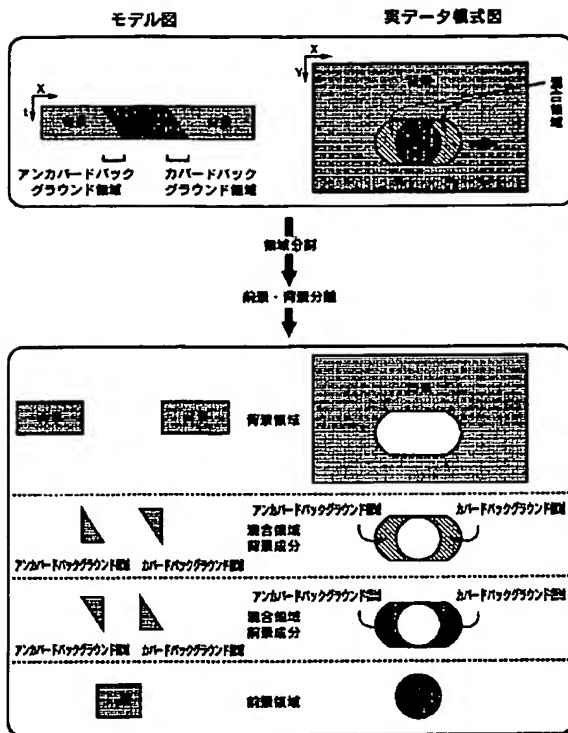 モデル図
実データ模式図
X
t
X
Y
背景
混合領域
アンカバードバック
グラウンド領域
カバードバック
グラウンド領域
領域分割
前景・背景分離
背景領域
アンカバードバックグラウンド領域
カバードバックグラウンド領域
混合領域
背景成分
アンカバードバックグラウンド領域
カバードバックグラウンド領域
アンカバードバックグラウンド領域
カバードバックグラウンド領域
混合領域
前景成分
アンカバードバックグラウンド領域
カバードバックグラウンド領域
前景領域